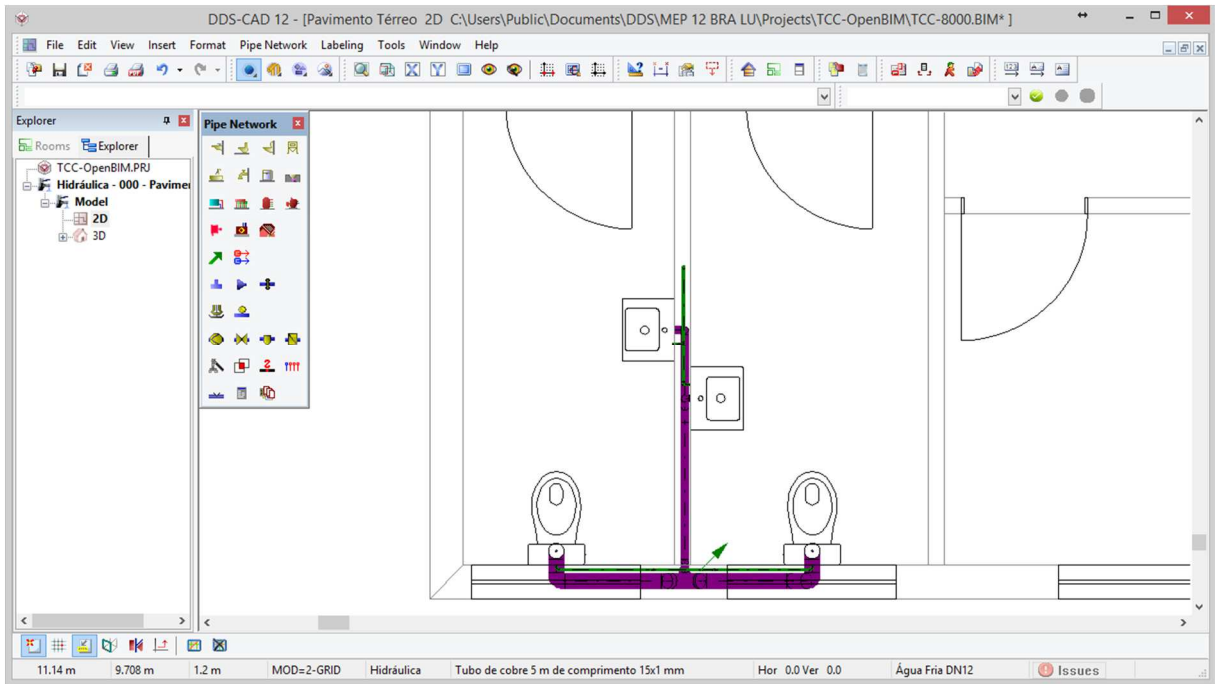 DDS-CAD 12 - [Pavimento Térreo 2D C:\Users\Public\Documents\DDS\MEP 12 BRA LU\Projects\TCC-OpenBIM\TCC-8000.BIM* ]
File Edit View Insert Format Pipe Network Labeling Tools Window Help
Explorer
Pipe Network
Rooms Explorer
TCC-OpenBIM.PRJ
Hidráulica - 000 - Pavime
Model
2D
3D
11.14 m 9.708 m 1.2 m MOD=2-GRID Hidráulica Tubo de cobre 5 m de comprimento 15x1 mm Hor 0.0 Ver 0.0 Água Fria DN12 Issues